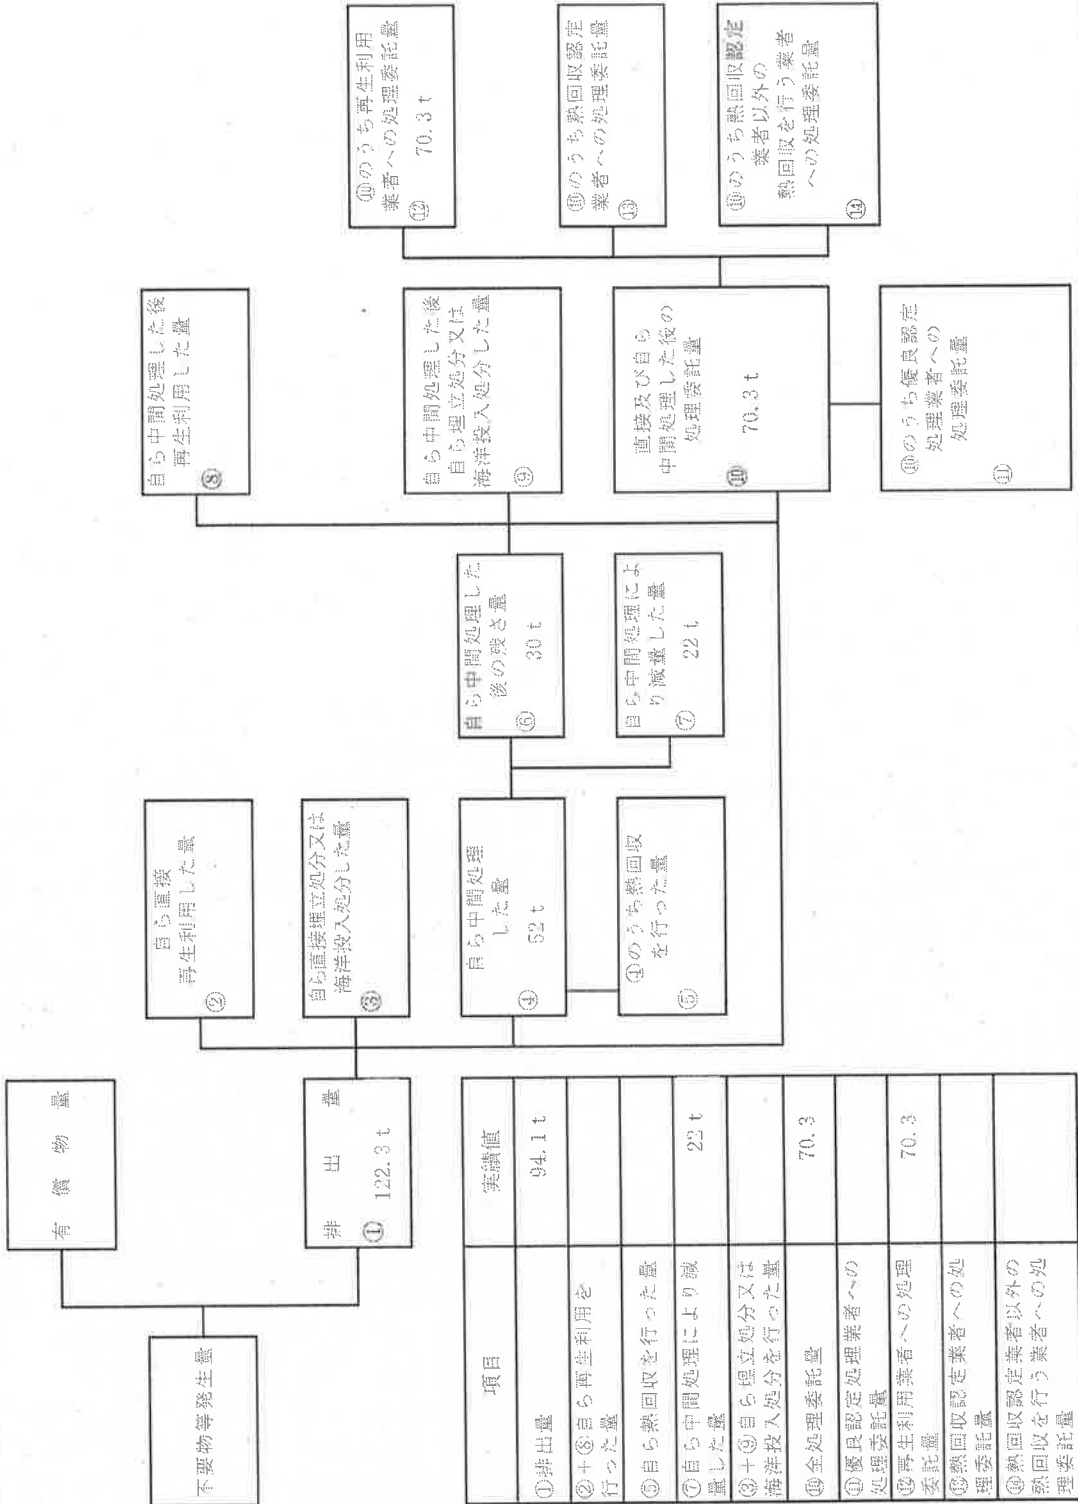 不要物等発生量
有 償 物 量
排 出 量
① 122.3 t
自ら直接
再生利用した量
②
自ら直接埋立処分又は
海洋投入処分した量
③
自ら中間処理
した量
④ 52 t
④のうち熱回収
を行った量
⑤
自ら中間処理した
後の残さ量
⑥ 30 t
自ら中間処理によ
り減量した量
⑦ 22 t
自ら中間処理した後
再生利用した量
⑧
自ら中間処理した後
自ら埋立処分又は
海洋投入処分した量
⑨
直接及び自ら
中間処理した後の
処理委託量
⑩ 70.3 t
⑩のうち優良認定
処理業者への
処理委託量
⑪
⑩のうち再生利用
業者への処理委託量
⑫ 70.3 t
⑩のうち熱回収認定
業者への処理委託量
⑬
⑩のうち熱回収認定
業者以外の
熱回収を行う業者
への処理委託量
⑭
項目 実績値
①排出量 94.1 t
②+⑧自ら再生利用を
行った量
⑤自ら熱回収を行った量
⑦自ら中間処理により減
量した量 22 t
③+⑨自ら埋立処分又は
海洋投入処分を行った量
⑩全処理委託量 70.3
⑪優良認定処理業者への
処理委託量
⑫再生利用業者への処理
委託量 70.3
⑬熱回収認定業者への処
理委託量
⑭熱回収認定業者以外の
熱回収を行う業者への処
理委託量